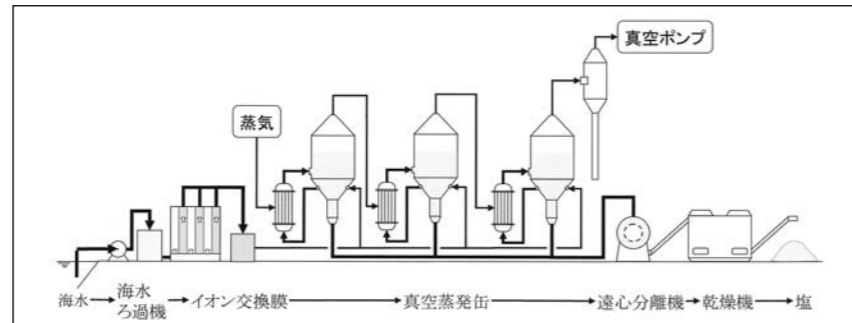 真空ポンプ
蒸気
海水
海水
ろ過機
イオン交換膜
真空蒸発缶
遠心分離機
乾燥機
塩